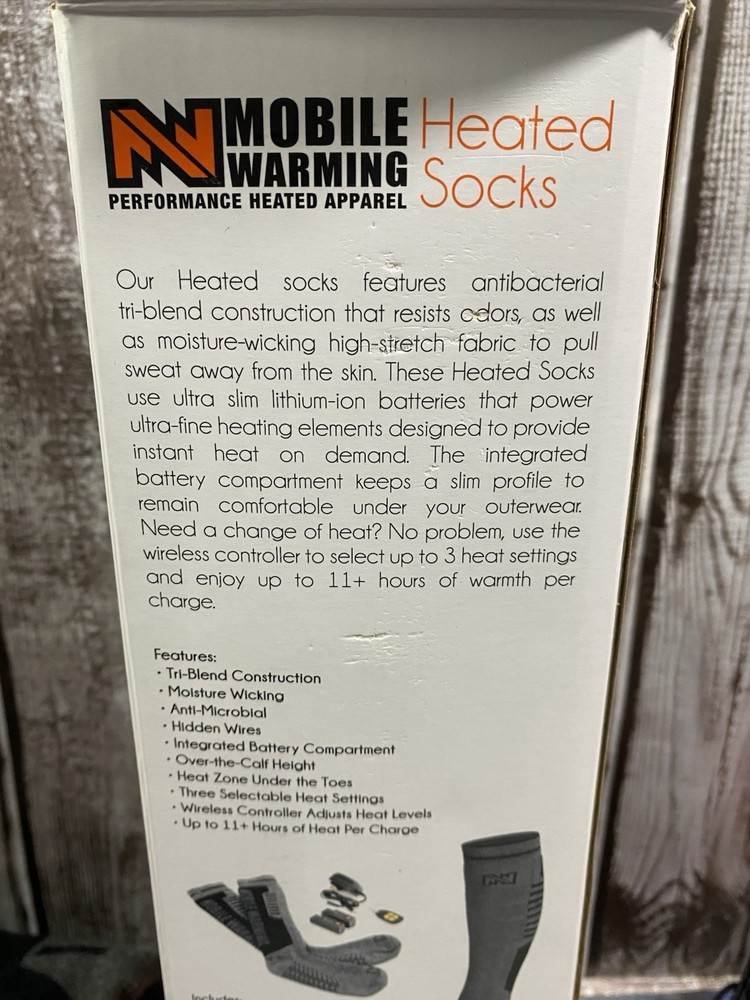 MOBILE WARMING
PERFORMANCE HEATED APPAREL
Heated Socks
Our Heated socks features antibacterial
tri-blend construction that resists odors, as well
as moisture-wicking high-stretch fabric to pull
sweat away from the skin. These Heated Socks
use ultra slim lithium-ion batteries that power
ultra-fine heating elements designed to provide
instant heat on demand. The integrated
battery compartment keeps a slim profile to
remain comfortable under your outerwear.
Need a change of heat? No problem, use the
wireless controller to select up to 3 heat settings
and enjoy up to 11+ hours of warmth per
charge.
Features:
· Tri-Blend Construction
· Moisture Wicking
· Anti-Microbial
· Hidden Wires
· Integrated Battery Compartment
· Over-the-Calf Height
· Heat Zone Under the Toes
· Three Selectable Heat Settings
· Wireless Controller Adjusts Heat Levels
· Up to 11+ Hours of Heat Per Charge